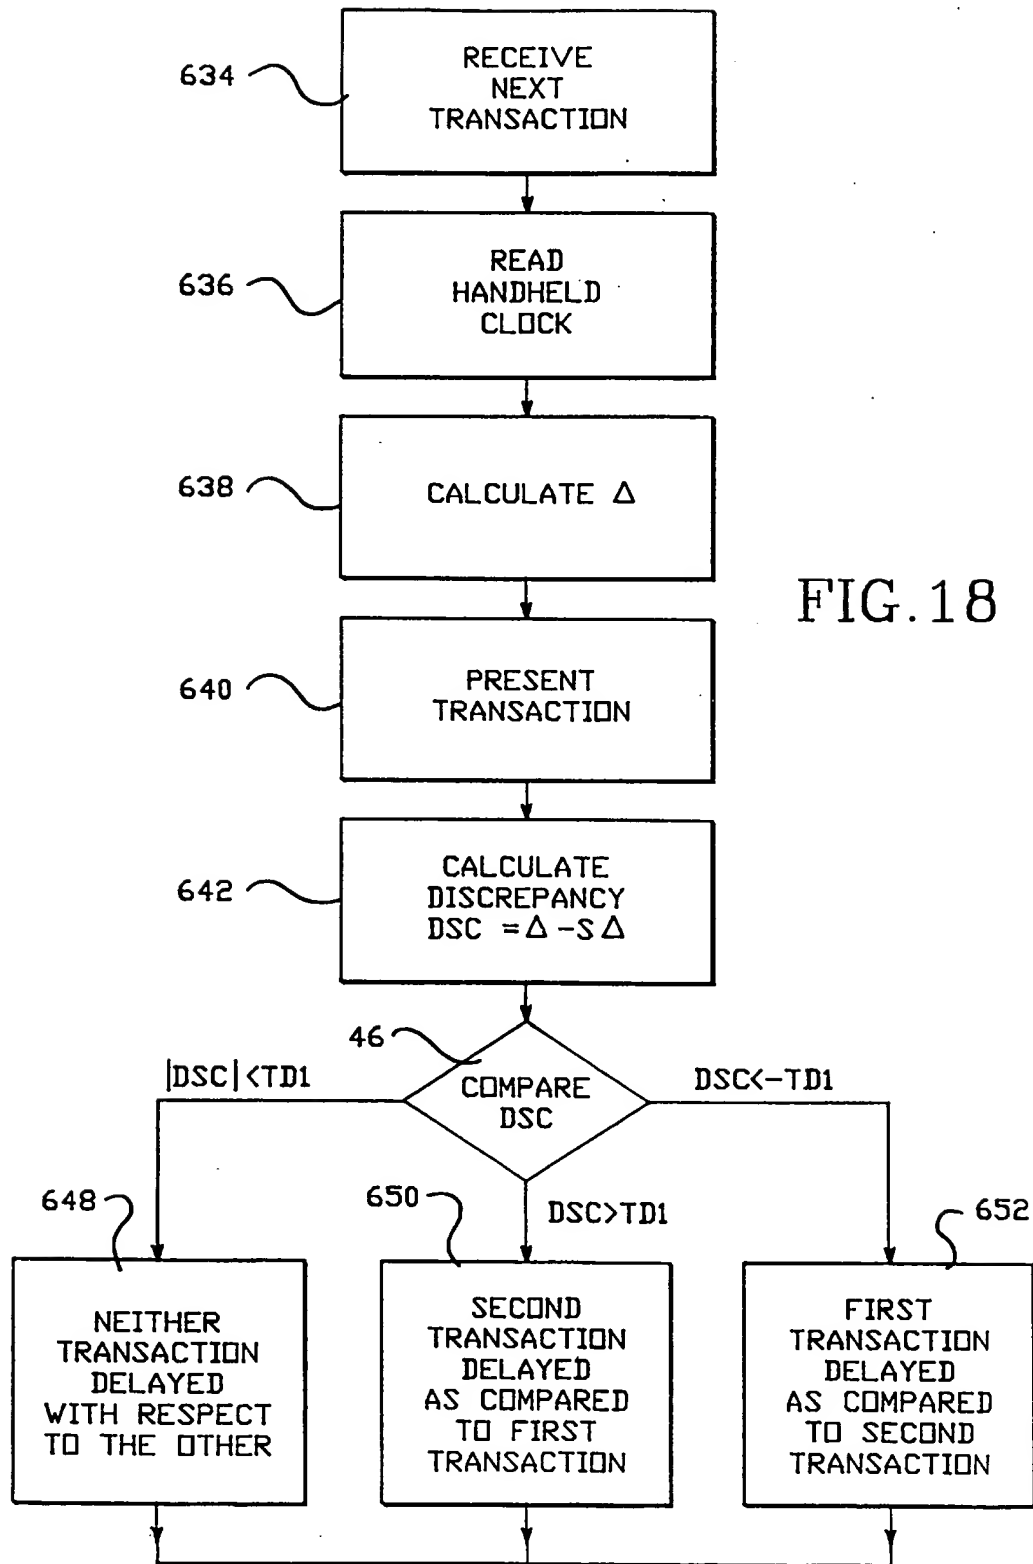 634
RECEIVE
NEXT
TRANSACTION
636
READ
HANDHELD
CLOCK
638
CALCULATE Δ
FIG.18
640
PRESENT
TRANSACTION
642
CALCULATE
DISCREPANCY
DSC =Δ-SΔ
46
COMPARE
DSC
|DSC|<TD1
DSC<-TD1
DSC>TD1
648
NEITHER
TRANSACTION
DELAYED
WITH RESPECT
TO THE OTHER
650
SECOND
TRANSACTION
DELAYED
AS COMPARED
TO FIRST
TRANSACTION
652
FIRST
TRANSACTION
DELAYED
AS COMPARED
TO SECOND
TRANSACTION